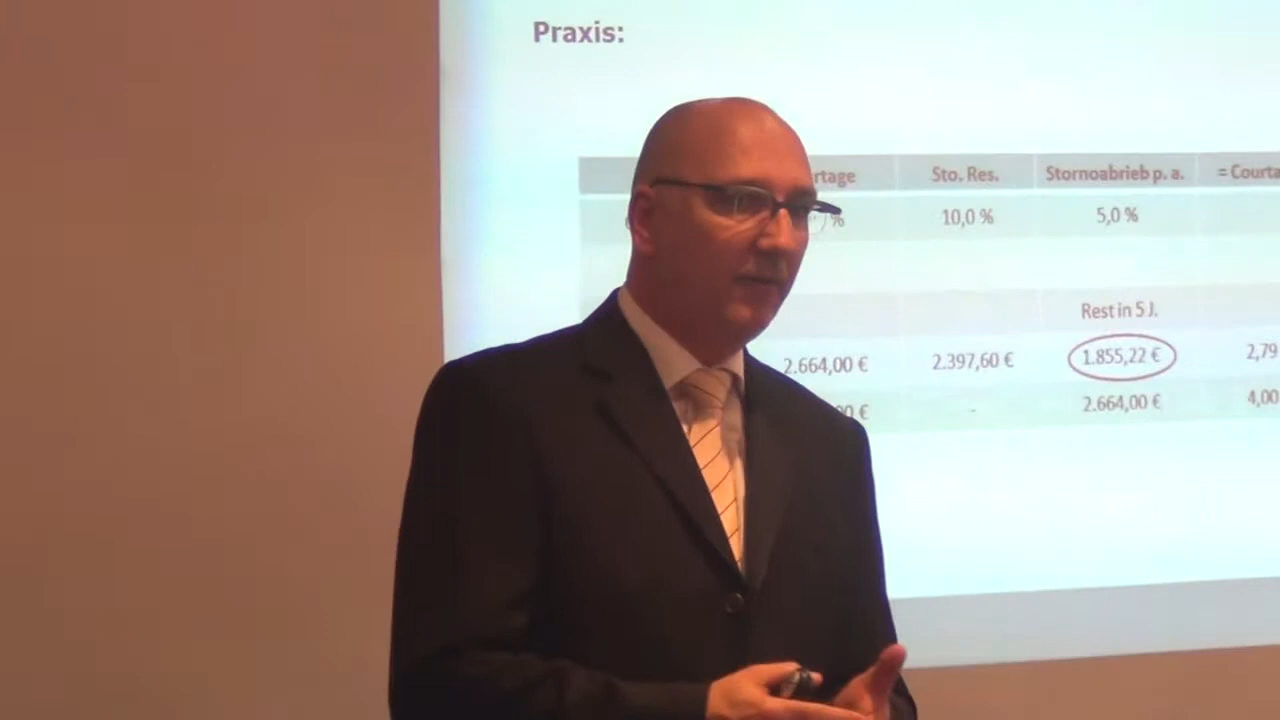 Praxis:
rtage Sto. Res. Stornoabrieb p. a. = Courta
% 10,0 % 5,0 %
Rest in 5 J.
2.664,00 € 2.397,60 € 1.855,22 € 2,79
00 € - 2.664,00 € 4,00